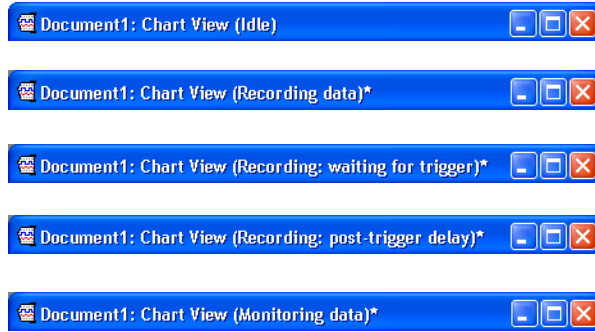 Document1: Chart View (Idle)
Document1: Chart View (Recording data)*
Document1: Chart View (Recording: waiting for trigger)*
Document1: Chart View (Recording: post-trigger delay)*
Document1: Chart View (Monitoring data)*